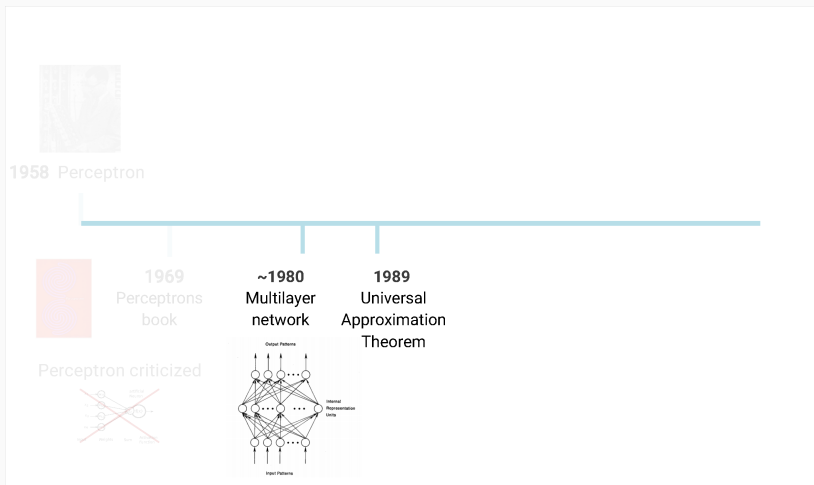 1958 Perceptron
1969
Perceptrons
book
Perceptron criticized
~1980
Multilayer
network
Output Patterns
Internal
Representation
Units
Input Patterns
1989
Universal
Approximation
Theorem